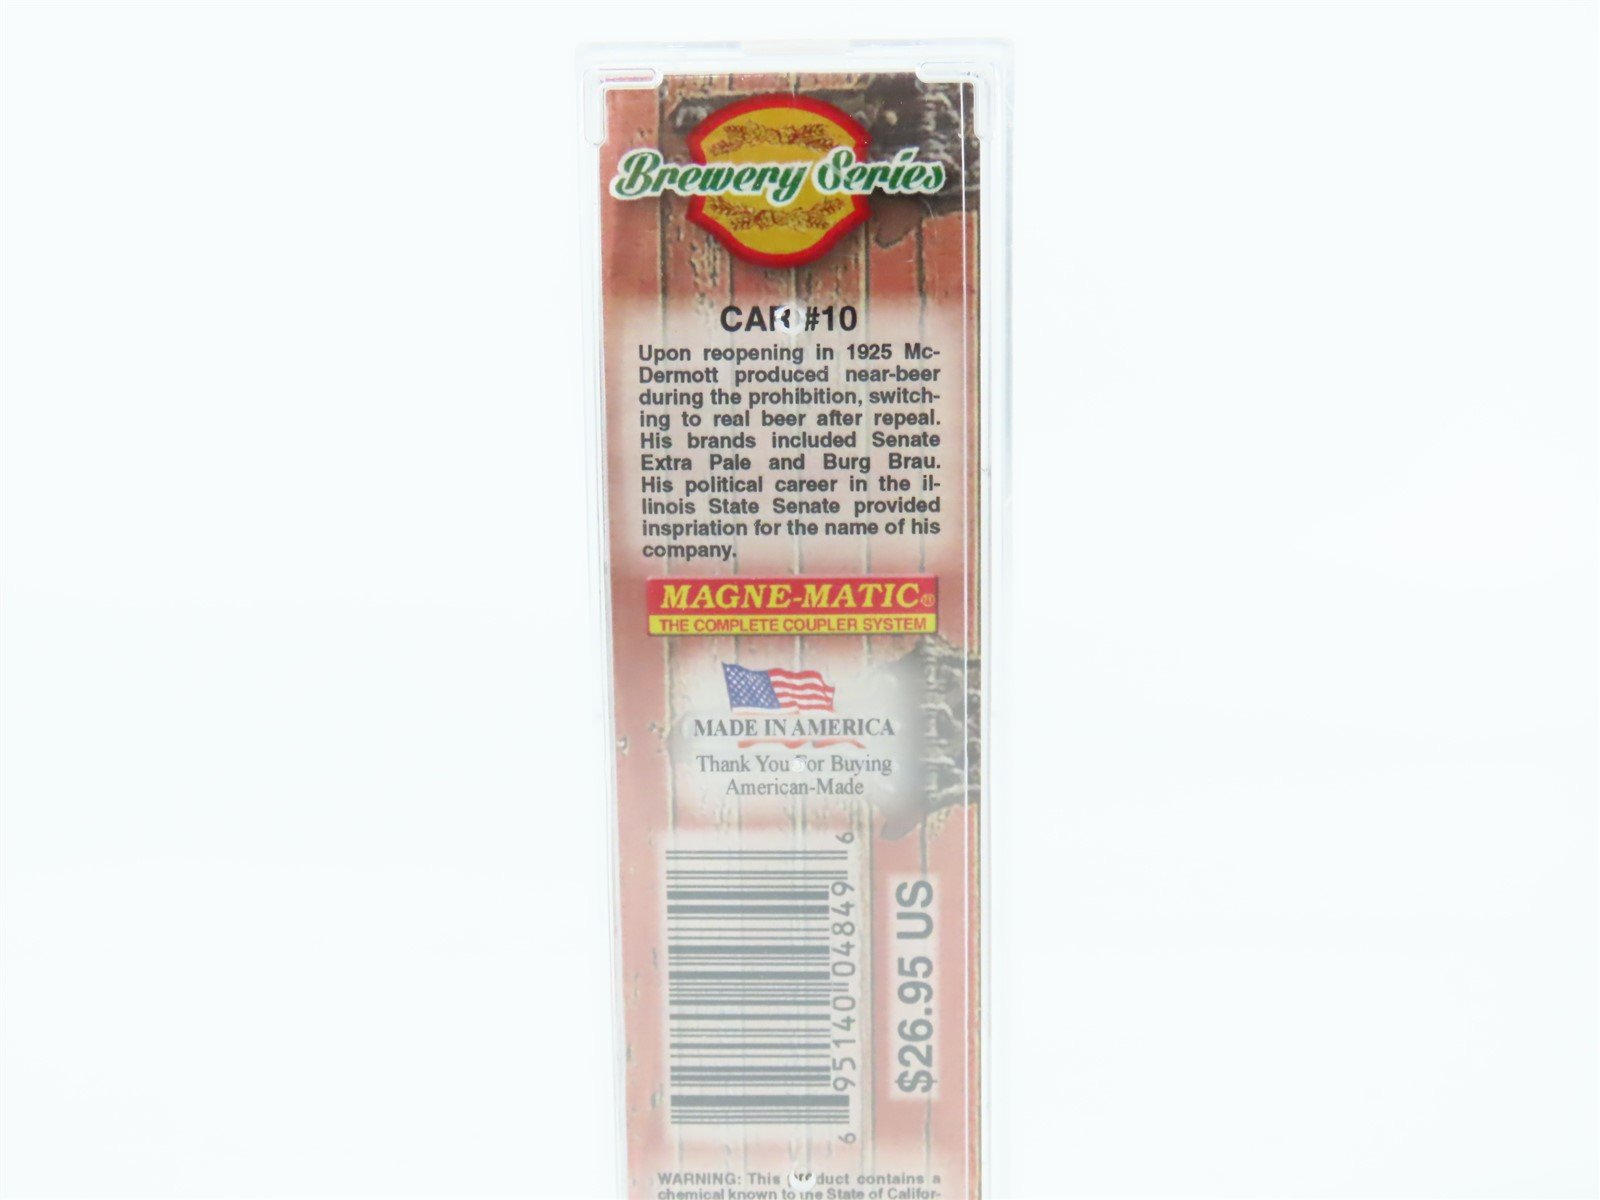 Brewery Series
CAR #10
Upon reopening in 1925 Mc-
Dermott produced near-beer
during the prohibition, switch-
ing to real beer after repeal.
His brands included Senate
Extra Pale and Burg Brau.
His political career in the il-
linois State Senate provided
inspriation for the name of his
company.
MAGNE-MATIC®
THE COMPLETE COUPLER SYSTEM
MADE IN AMERICA
Thank You For Buying
American-Made
6 95140 04849 6
$26.95 US
WARNING: This product contains a
chemical known to the State of Califor-